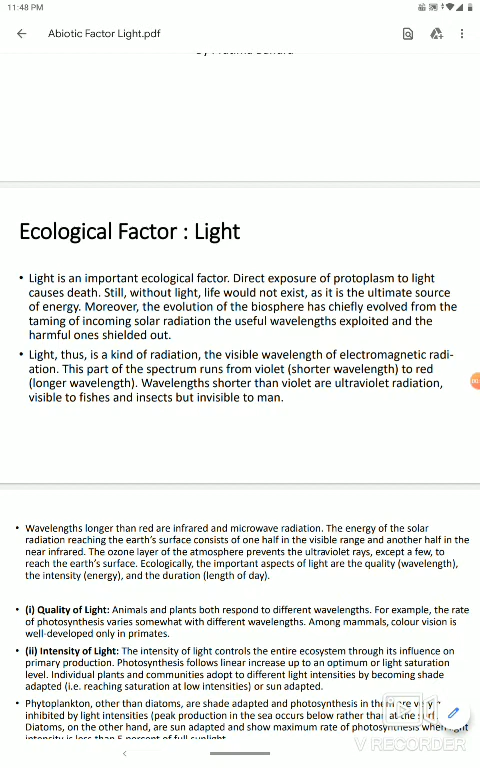 11:48 PM
Abiotic Factor Light.pdf
Ecological Factor : Light
• Light is an important ecological factor. Direct exposure of protoplasm to light
causes death. Still, without light, life would not exist, as it is the ultimate source
of energy. Moreover, the evolution of the biosphere has chiefly evolved from the
taming of incoming solar radiation the useful wavelengths exploited and the
harmful ones shielded out.
• Light, thus, is a kind of radiation, the visible wavelength of electromagnetic radi-
ation. This part of the spectrum runs from violet (shorter wavelength) to red
(longer wavelength). Wavelengths shorter than violet are ultraviolet radiation,
visible to fishes and insects but invisible to man.
• Wavelengths longer than red are infrared and microwave radiation. The energy of the solar
radiation reaching the earth's surface consists of one half in the visible range and another half in the
near infrared. The ozone layer of the atmosphere prevents the ultraviolet rays, except a few, to
reach the earth's surface. Ecologically, the important aspects of light are the quality (wavelength),
the intensity (energy), and the duration (length of day).
• (i) Quality of Light: Animals and plants both respond to different wavelengths. For example, the rate
of photosynthesis varies somewhat with different wavelengths. Among mammals, colour vision is
well-developed only in primates.
• (ii) Intensity of Light: The intensity of light controls the entire ecosystem through its influence on
primary production. Photosynthesis follows linear increase up to an optimum or light saturation
level. Individual plants and communities adopt to different light intensities by becoming shade
adapted (i.e. reaching saturation at low intensities) or sun adapted.
• Phytoplankton, other than diatoms, are shade adapted and photosynthesis in them are very
inhibited by light intensities (peak production in the sea occurs below rather than at the surf
Diatoms, on the other hand, are sun adapted and show maximum rate of photosynthesis when light
intensity is less than 5 percent of full sunlight
V RECORDER